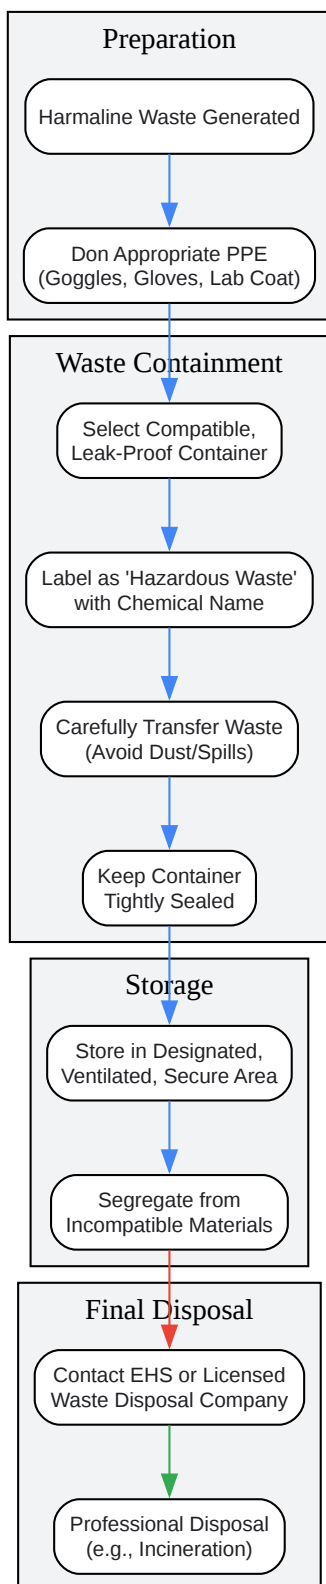 Preparation
Harmaline Waste Generated
Don Appropriate PPE
(Goggles, Gloves, Lab Coat)
Waste Containment
Select Compatible,
Leak-Proof Container
Label as 'Hazardous Waste'
with Chemical Name
Carefully Transfer Waste
(Avoid Dust/Spills)
Keep Container
Tightly Sealed
Storage
Store in Designated,
Ventilated, Secure Area
Segregate from
Incompatible Materials
Final Disposal
Contact EHS or Licensed
Waste Disposal Company
Professional Disposal
(e.g., Incineration)